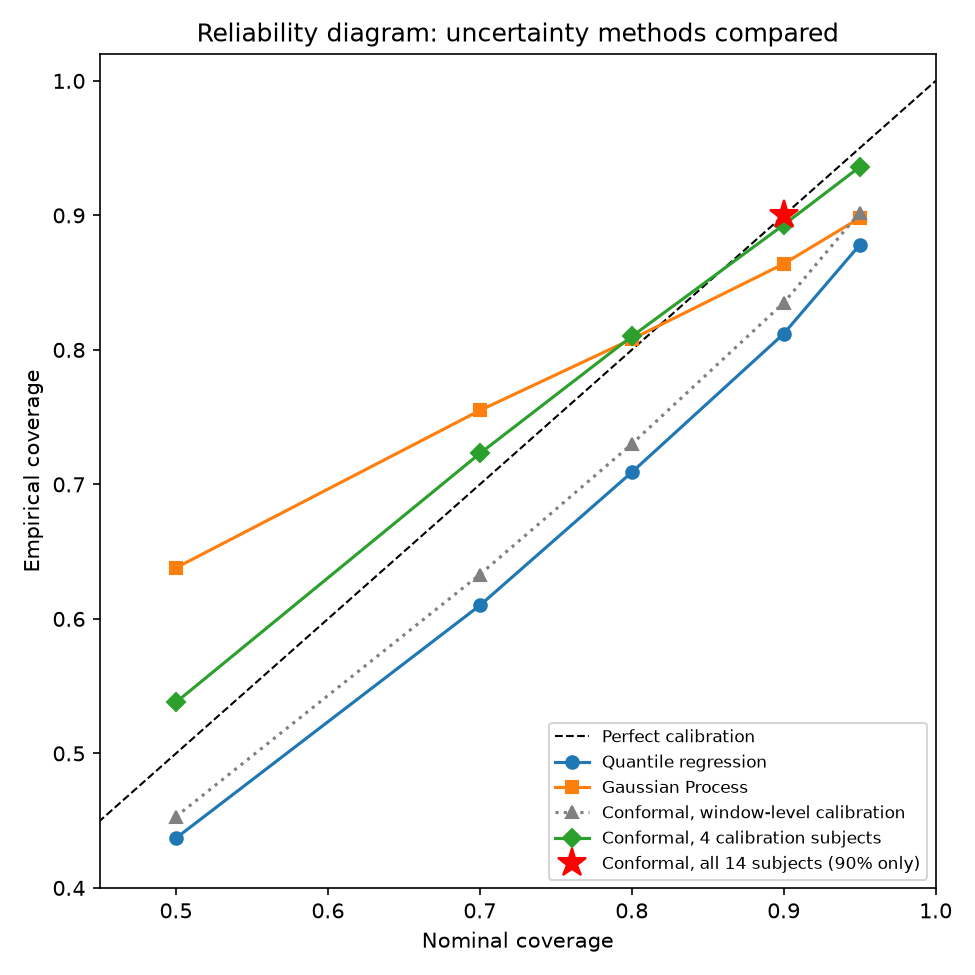 Reliability diagram: uncertainty methods compared
1.0
0.9
0.8
0.7
0.6
0.5
0.4
Empirical coverage
0.5 0.6 0.7 0.8 0.9 1.0
Nominal coverage
Perfect calibration
Quantile regression
Gaussian Process
Conformal, window-level calibration
Conformal, 4 calibration subjects
Conformal, all 14 subjects (90% only)